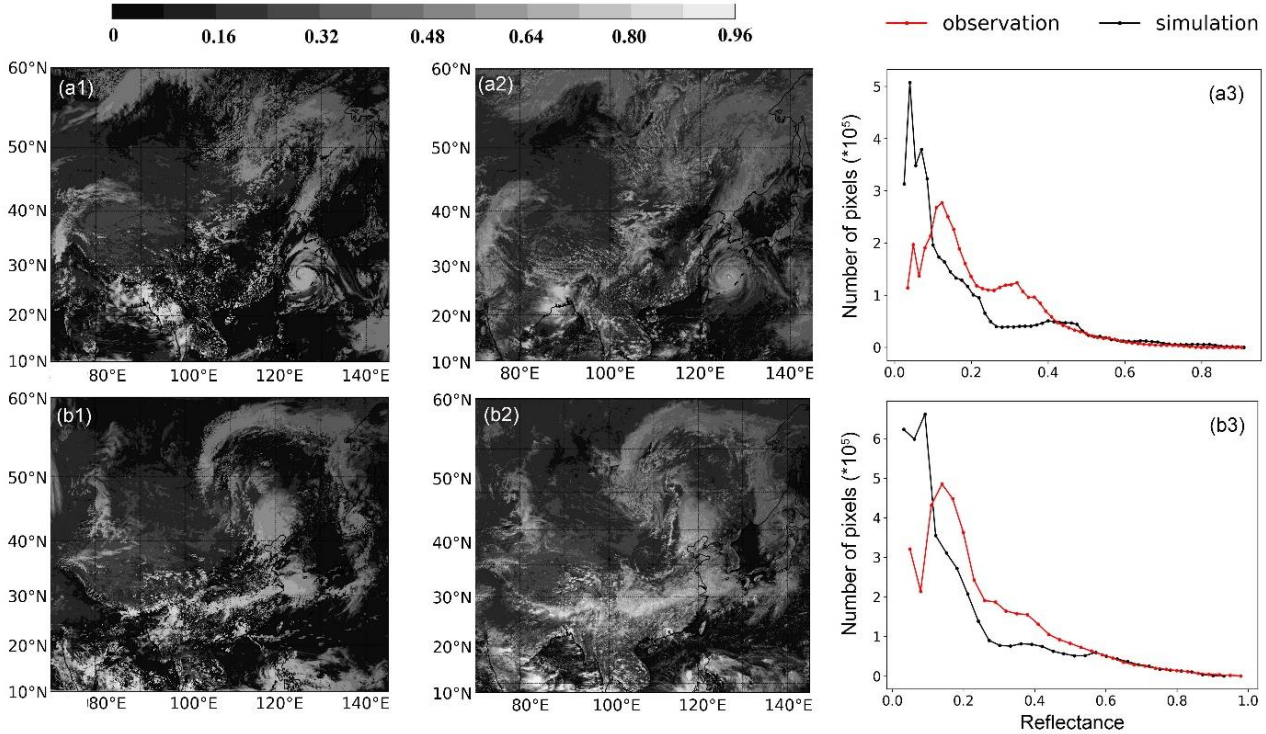 0 0.16 0.32 0.48 0.64 0.80 0.96
observation simulation
(a1)
60°N
50°N
40°N
30°N
20°N
10°N
80°E 100°E 120°E 140°E
(a2)
60°N
50°N
40°N
30°N
20°N
10°N
80°E 100°E 120°E 140°E
(a3)
Number of pixels (*10⁵)
5
4
3
2
1
0
0.0 0.2 0.4 0.6 0.8
(b1)
60°N
50°N
40°N
30°N
20°N
10°N
80°E 100°E 120°E 140°E
(b2)
60°N
50°N
40°N
30°N
20°N
10°N
80°E 100°E 120°E 140°E
(b3)
Number of pixels (*10⁵)
6
5
4
3
2
1
0
0.0 0.2 0.4 0.6 0.8 1.0
Reflectance